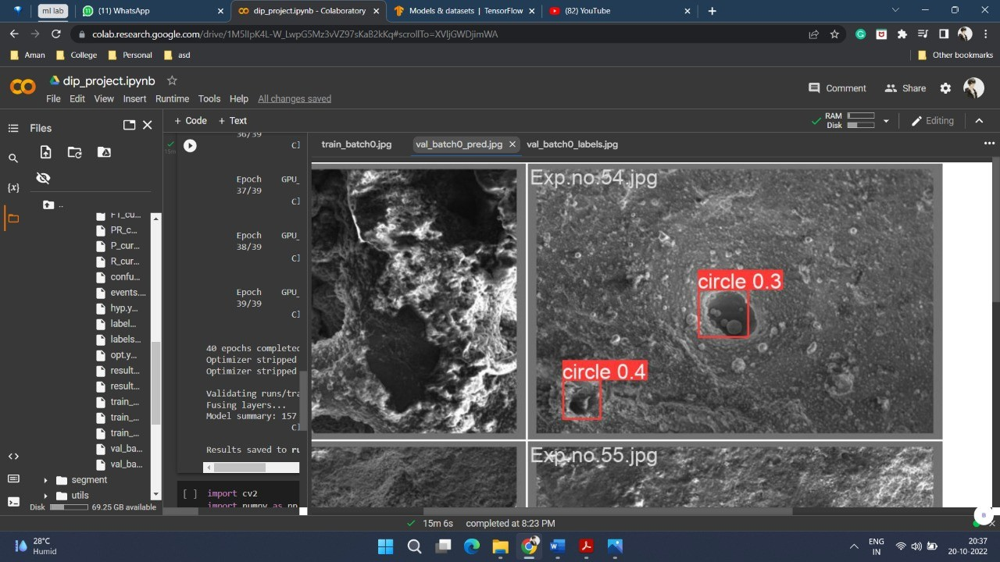 ml lab
(11) WhatsApp
dip_project.ipynb - Colaboratory
Models & datasets | TensorFlow
(82) YouTube
colab.research.google.com/drive/1M5IIpK4L-W_LwpG5Mz3vVZ97sKaB2kKq#scrollTo=XVIjGWDjimWA
Aman
College
Personal
asd
Other bookmarks
dip_project.ipynb
File Edit View Insert Runtime Tools Help All changes saved
Comment
Share
Files
+ Code + Text
RAM
Disk
Editing
15m
36/39
Cl
train_batch0.jpg
val_batch0_pred.jpg
val_batch0_labels.jpg
{x}
..
F1_cu...
PR_c...
P_cur...
R_cur...
confu...
events....
hyp.y...
label...
labels...
opt.y...
result...
result...
train_...
train_...
train_...
val_ba...
val_ba...
segment
utils
Disk
69.25 GB available
Epoch GPU_
37/39
Cl
Epoch GPU_
38/39
Cl
Epoch GPU_
39/39
Cl
40 epochs completed
Optimizer stripped
Optimizer stripped
Validating runs/tra
Fusing layers...
Model summary: 157
Cl
Results saved to ru
[ ] import cv2
import numpy as np
Exp.no.54.jpg
circle 0.3
circle 0.4
Exp.no.55.jpg
15m 6s completed at 8:23 PM
28°C
Humid
ENG
IN
20:37
20-10-2022